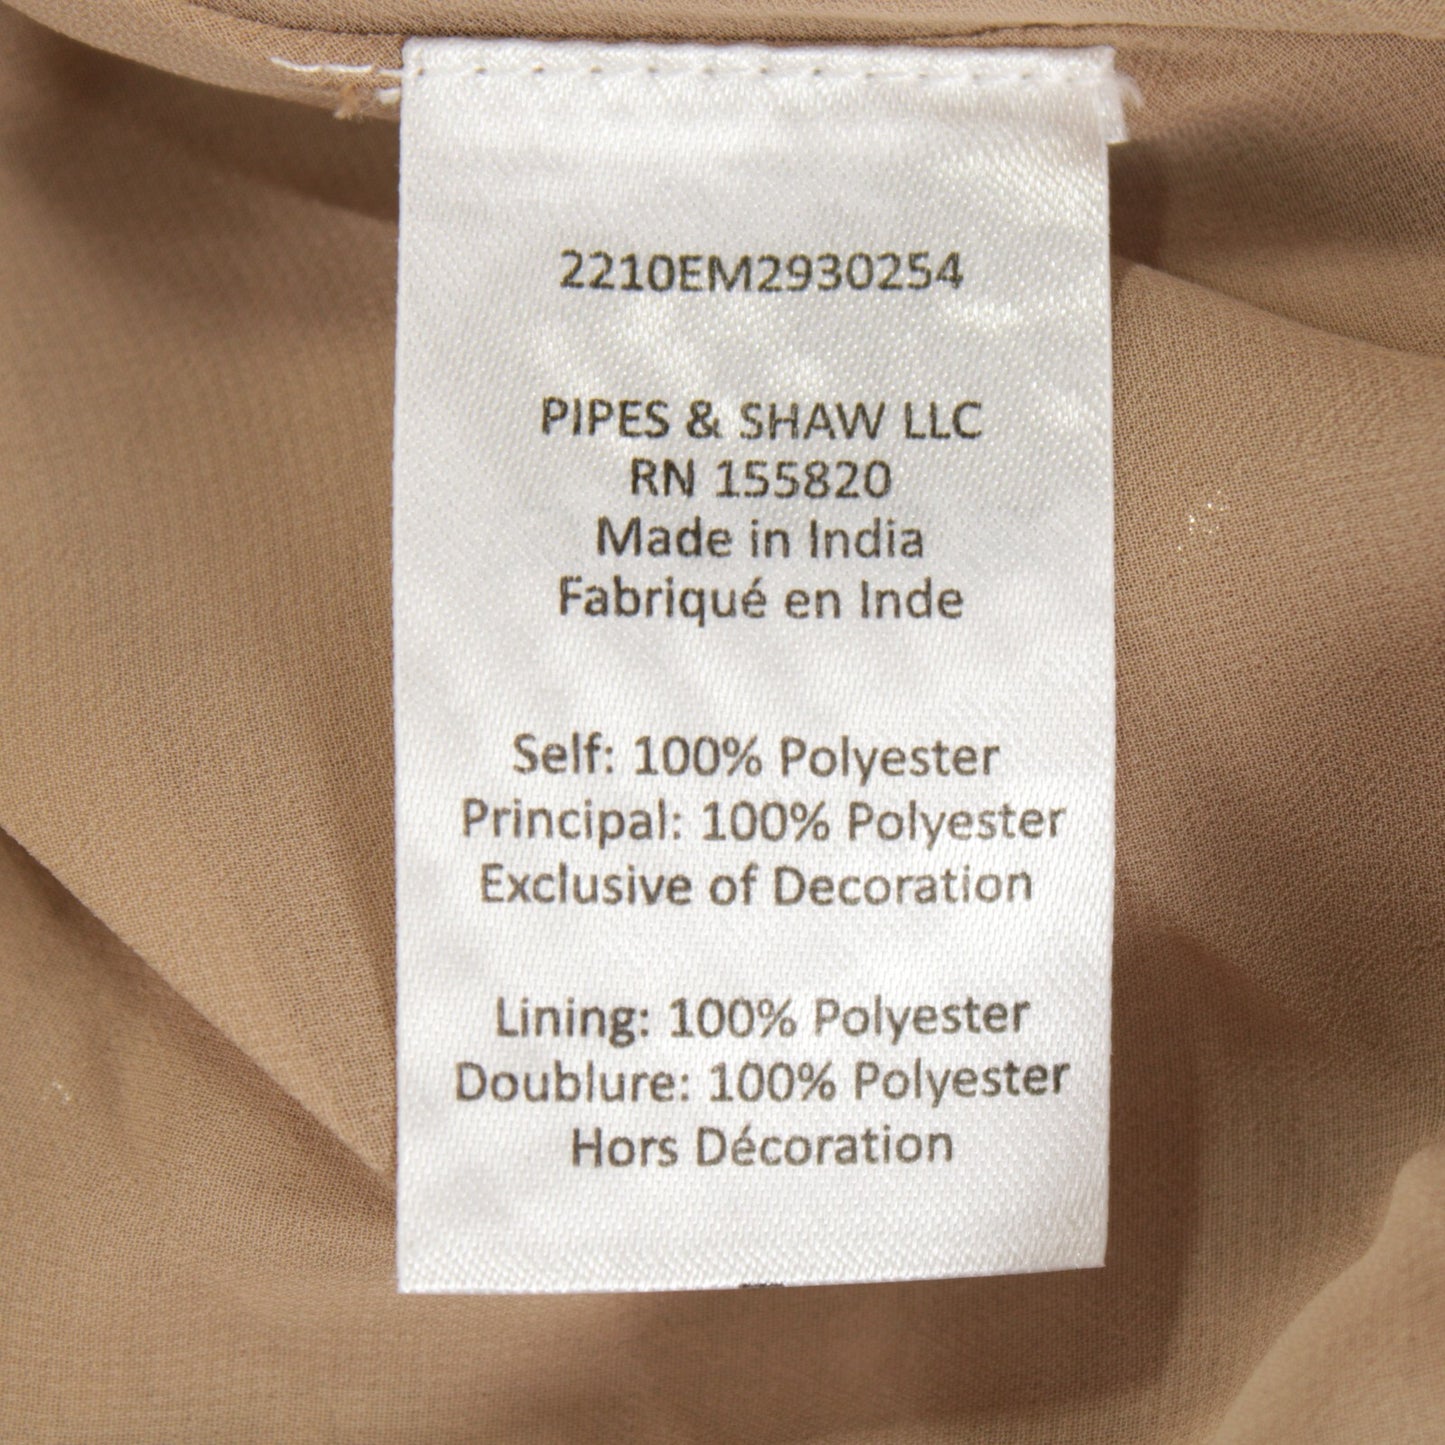 2210EM2930254
PIPES & SHAW LLC
RN 155820
Made in India
Fabriqué en Inde
Self: 100% Polyester
Principal: 100% Polyester
Exclusive of Decoration
Lining: 100% Polyester
Doublure: 100% Polyester
Hors Décoration